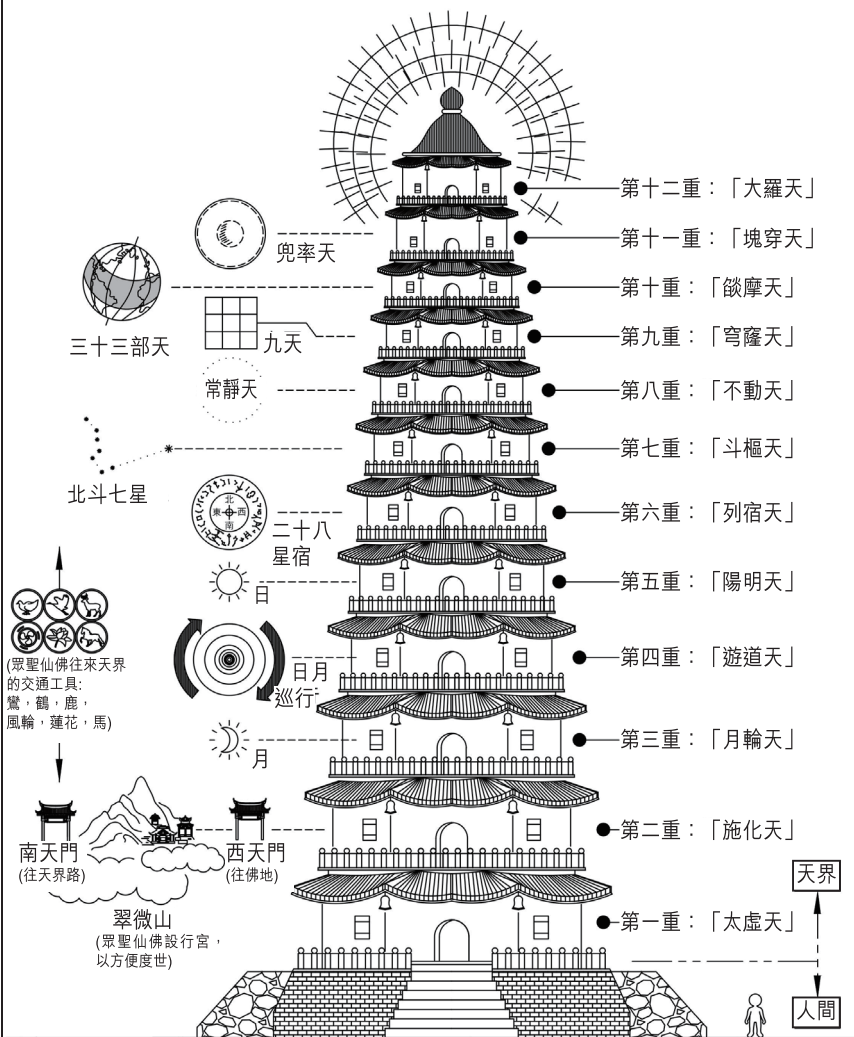 第十二重：「大羅天」
第十一重：「塊穿天」
兜率天
第十重：「燄摩天」
三十三部天
第九重：「穹窿天」
九天
第八重：「不動天」
常靜天
第七重：「斗樞天」
北斗七星
第六重：「列宿天」
北
東
西
南
二十八
星宿
第五重：「陽明天」
日
第四重：「遊道天」
日月
巡行
(眾聖仙佛往來天界
的交通工具:
鸞，鶴，鹿，
風輪，蓮花，馬)
第三重：「月輪天」
月
第二重：「施化天」
南天門
(往天界路)
西天門
(往佛地)
翠微山
(眾聖仙佛設行宮，
以方便度世)
第一重：「太虛天」
天界
人間